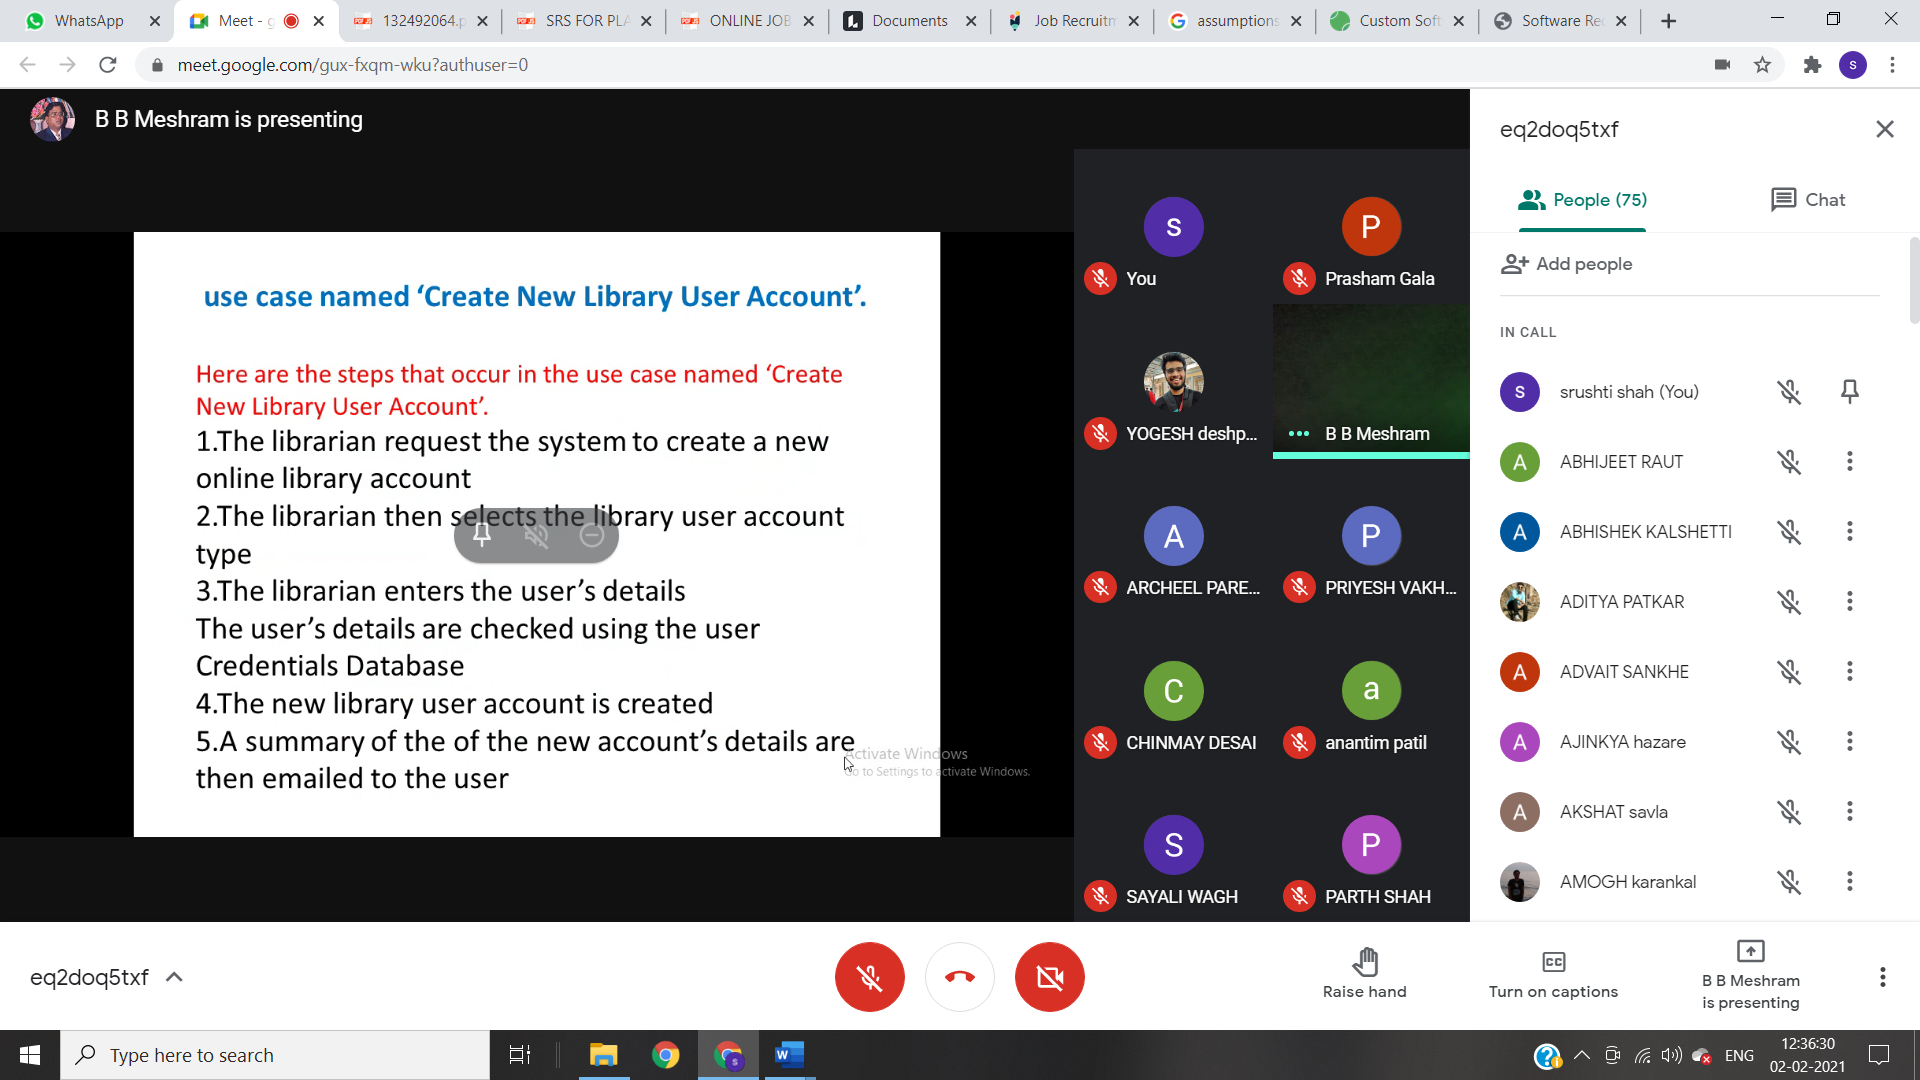 WhatsApp
Meet - g
132492064.p
SRS FOR PLA
ONLINE JOB
Documents
Job Recruitm
assumptions
Custom Soft
Software Re
meet.google.com/gux-fxqm-wku?authuser=0
B B Meshram is presenting
use case named ‘Create New Library User Account’.
Here are the steps that occur in the use case named ‘Create
New Library User Account’.
1.The librarian request the system to create a new
online library account
2.The librarian then selects the library user account
type
3.The librarian enters the user’s details
The user’s details are checked using the user
Credentials Database
4.The new library user account is created
5.A summary of the of the new account’s details are
then emailed to the user
Activate Windows
Go to Settings to activate Windows.
s
You
P
Prasham Gala
YOGESH deshp...
B B Meshram
A
ARCHEEL PARE...
P
PRIYESH VAKH...
C
CHINMAY DESAI
a
anantim patil
S
SAYALI WAGH
P
PARTH SHAH
eq2doq5txf
People (75)
Chat
Add people
IN CALL
s
srushti shah (You)
A
ABHIJEET RAUT
A
ABHISHEK KALSHETTI
ADITYA PATKAR
A
ADVAIT SANKHE
A
AJINKYA hazare
A
AKSHAT savla
AMOGH karankal
eq2doq5txf
Raise hand
CC
Turn on captions
B B Meshram
is presenting
Type here to search
ENG
12:36:30
02-02-2021